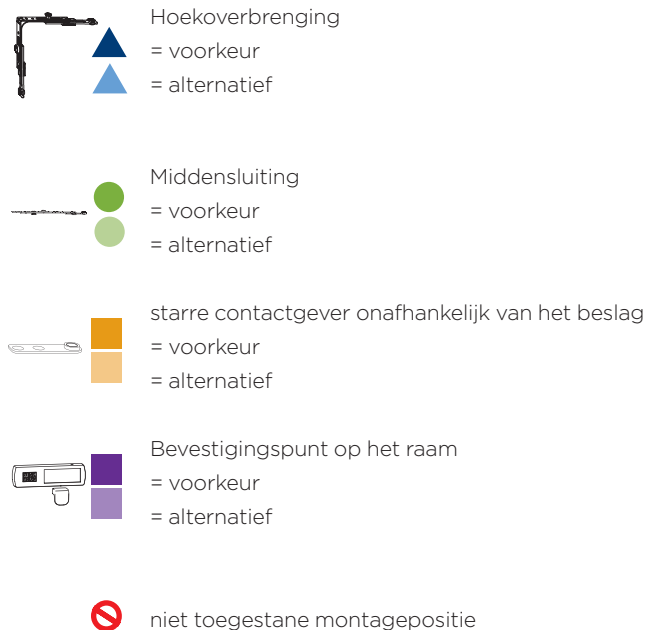 Hoekoverbrenging
= voorkeur
= alternatief
Middensluiting
= voorkeur
= alternatief
starre contactgever onafhankelijk van het beslag
= voorkeur
= alternatief
Bevestigingspunt op het raam
= voorkeur
= alternatief
niet toegestane montagepositie